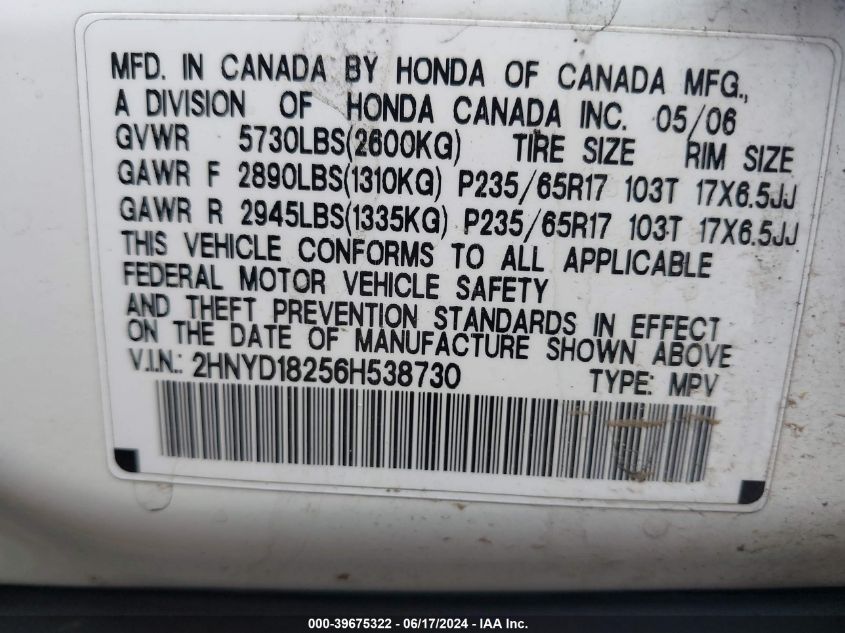 MFD. IN CANADA BY HONDA OF CANADA MFG.,
A DIVISION OF HONDA CANADA INC. 05/06
GVWR 5730LBS(2600KG) TIRE SIZE RIM SIZE
GAWR F 2890LBS(1310KG) P235/65R17 103T 17X6.5JJ
GAWR R 2945LBS(1335KG) P235/65R17 103T 17X6.5JJ
THIS VEHICLE CONFORMS TO ALL APPLICABLE
FEDERAL MOTOR VEHICLE SAFETY
AND THEFT PREVENTION STANDARDS IN EFFECT
ON THE DATE OF MANUFACTURE SHOWN ABOVE
V.I.N.: 2HNYD18256H538730 TYPE: MPV
000-39675322 - 06/17/2024 - IAA Inc.